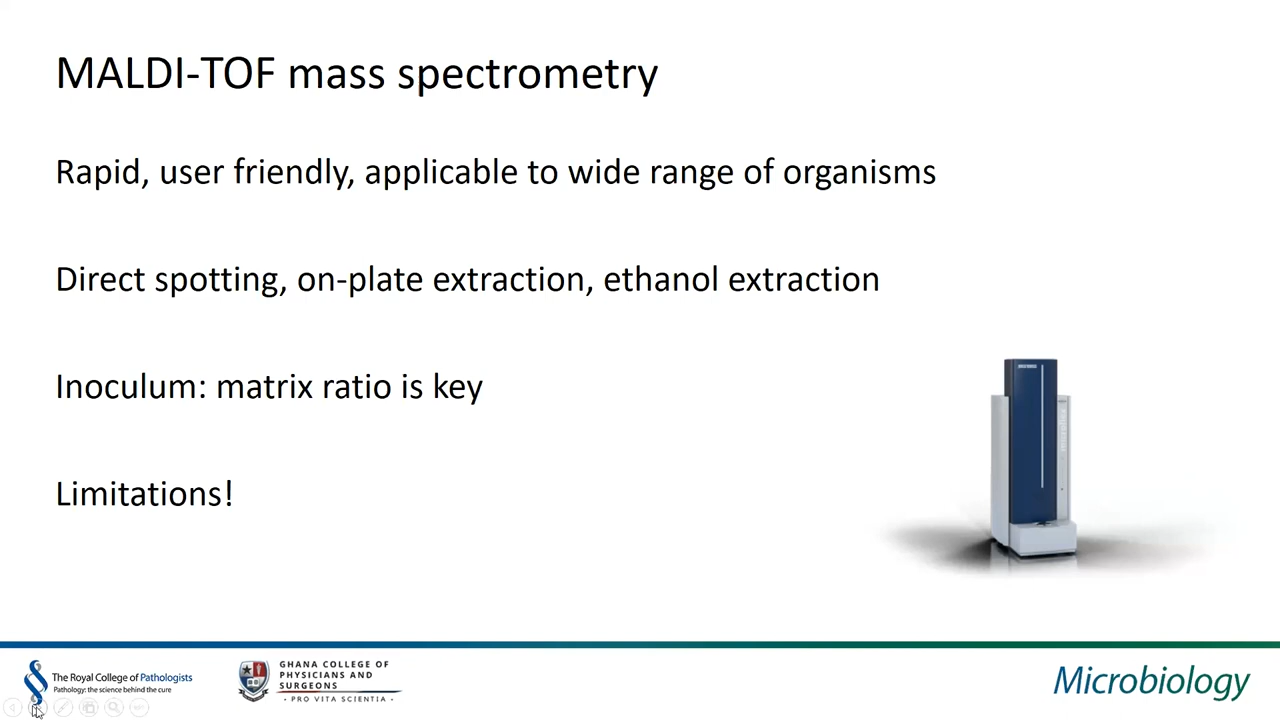 MALDI-TOF mass spectrometry
Rapid, user friendly, applicable to wide range of organisms
Direct spotting, on-plate extraction, ethanol extraction
Inoculum: matrix ratio is key
Limitations!
The Royal College of Pathologists
Pathology: the science behind the cure
GHANA COLLEGE OF
PHYSICIANS AND
SURGEONS
· PRO VITA SCIENTIA ·
Microbiology